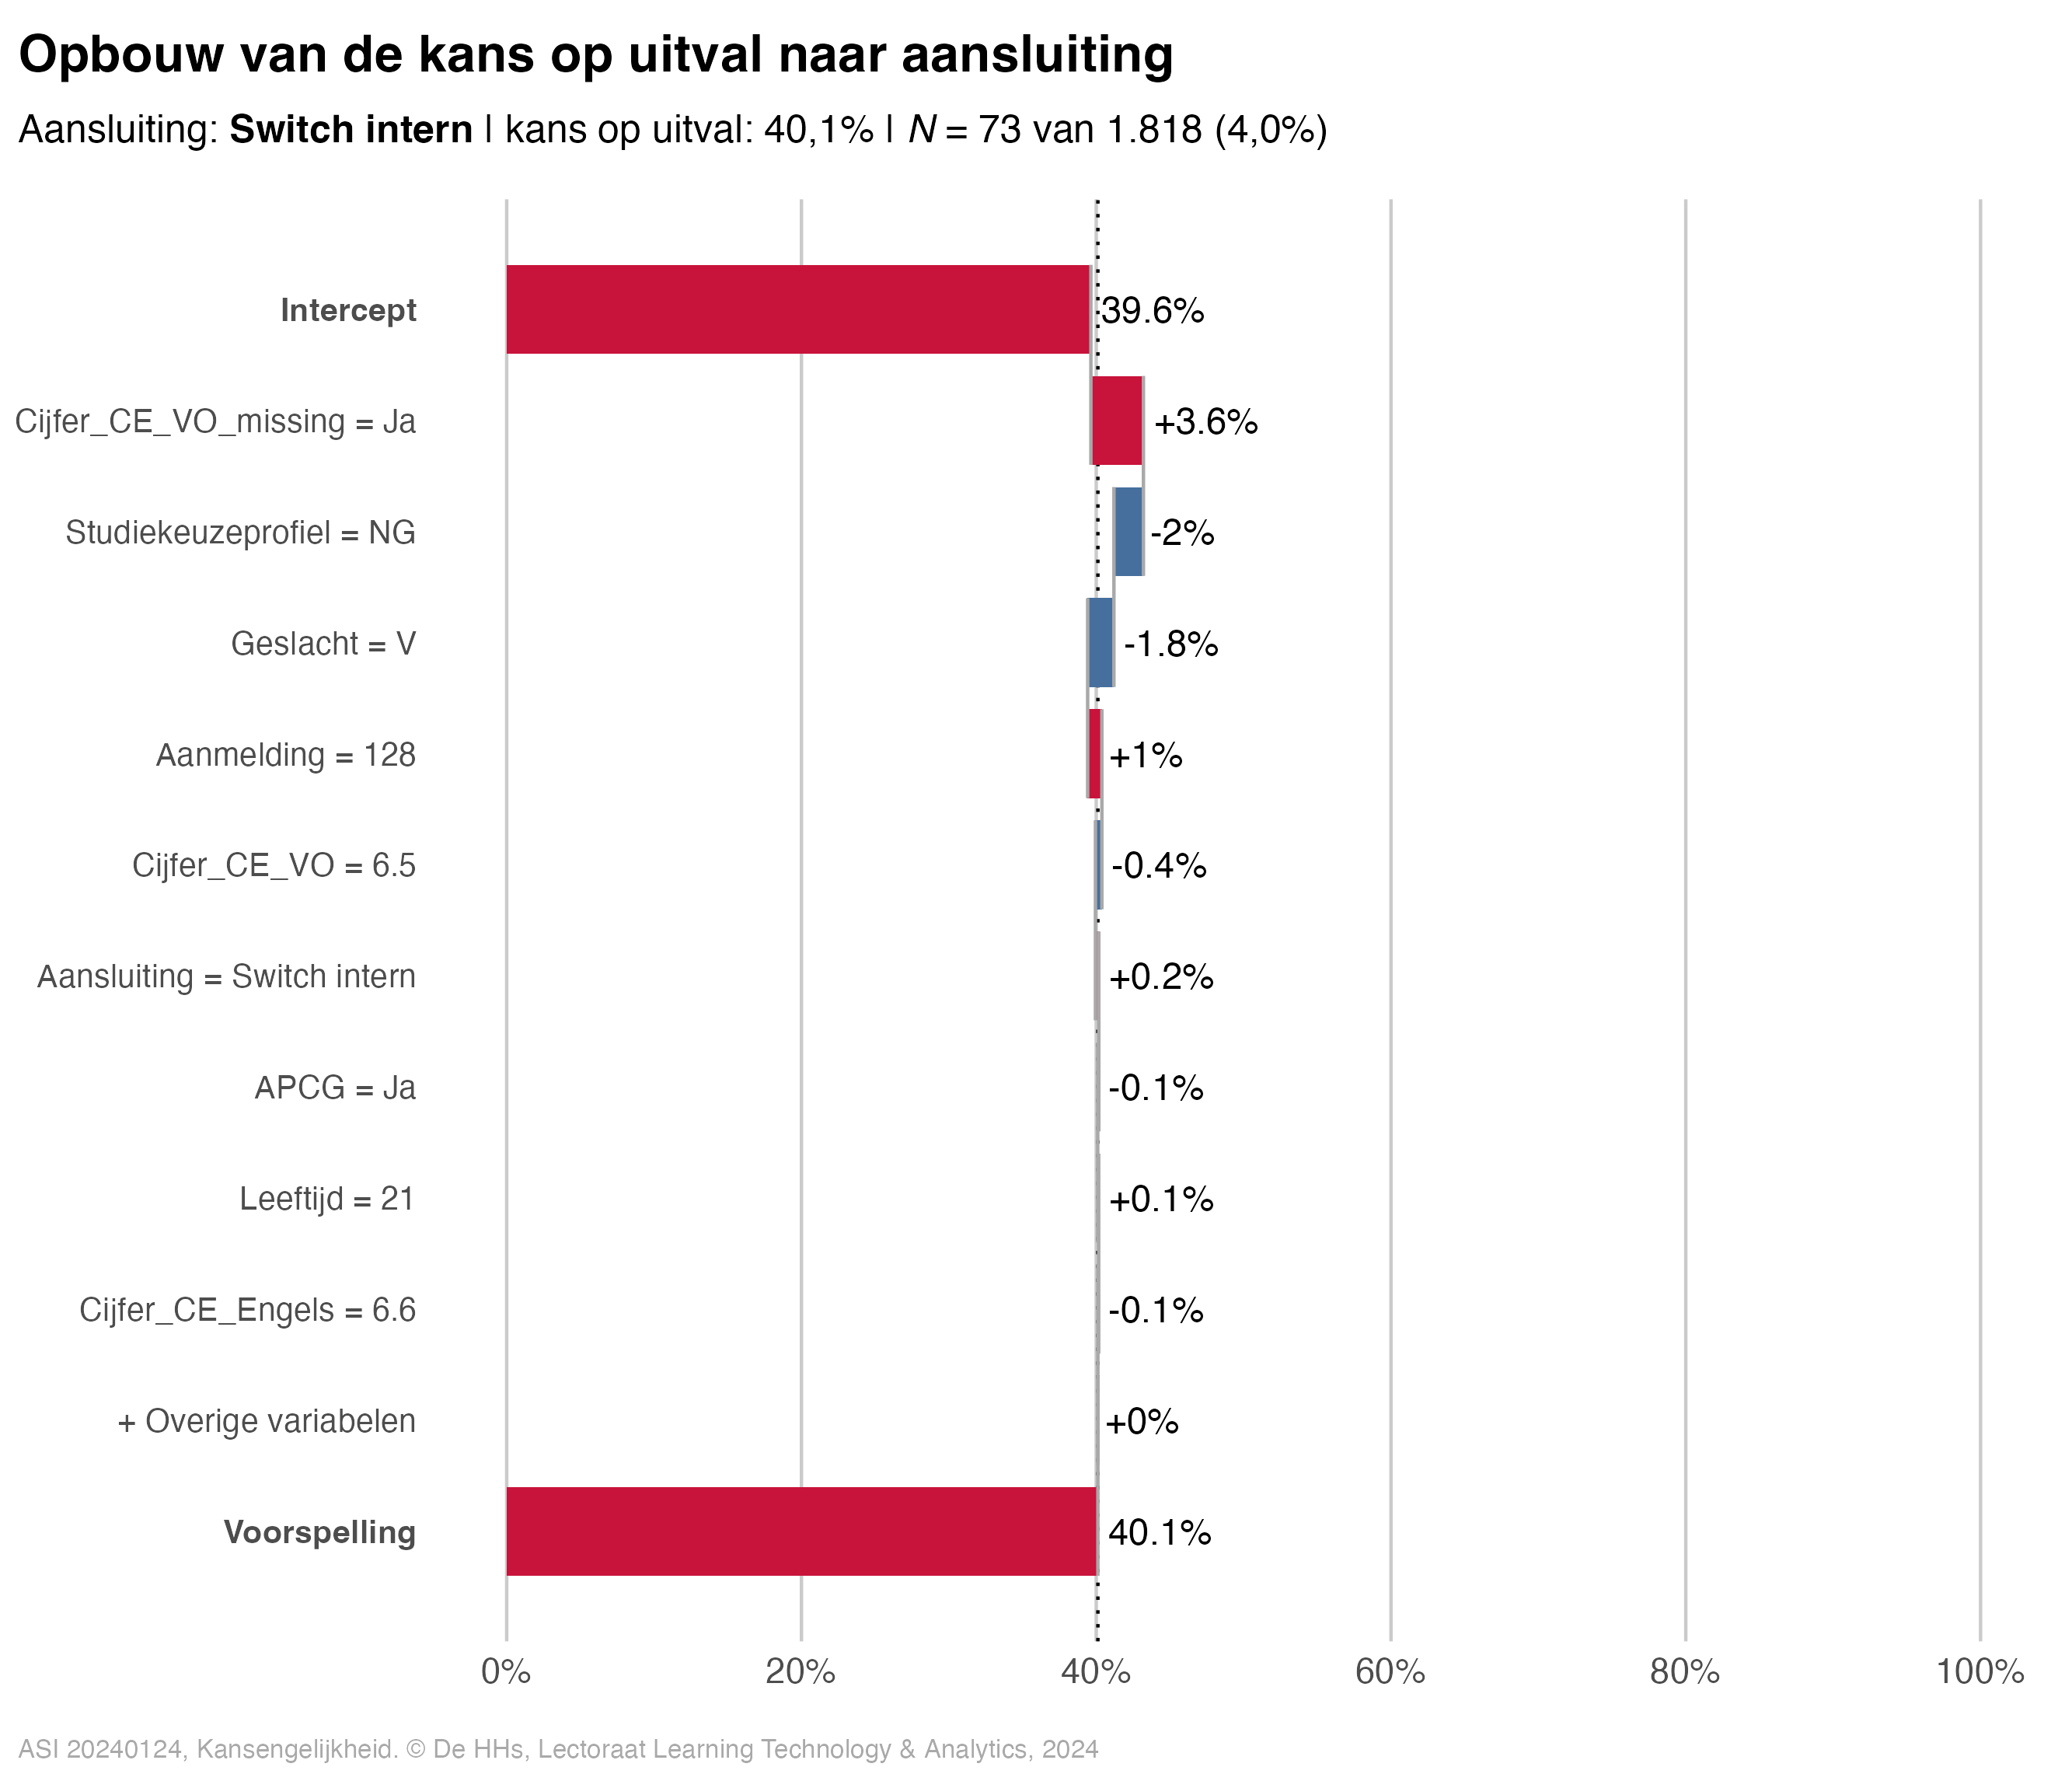 Opbouw van de kans op uitval naar aansluiting
Aansluiting: Switch intern | kans op uitval: 40,1% | N = 73 van 1.818 (4,0%)
Intercept 39.6%
Cijfer_CE_VO_missing = Ja +3.6%
Studiekeuzeprofiel = NG -2%
Geslacht = V -1.8%
Aanmelding = 128 +1%
Cijfer_CE_VO = 6.5 -0.4%
Aansluiting = Switch intern +0.2%
APCG = Ja -0.1%
Leeftijd = 21 +0.1%
Cijfer_CE_Engels = 6.6 -0.1%
+ Overige variabelen +0%
Voorspelling 40.1%
0% 20% 40% 60% 80% 100%
ASI 20240124, Kansengelijkheid. © De HHs, Lectoraat Learning Technology & Analytics, 2024